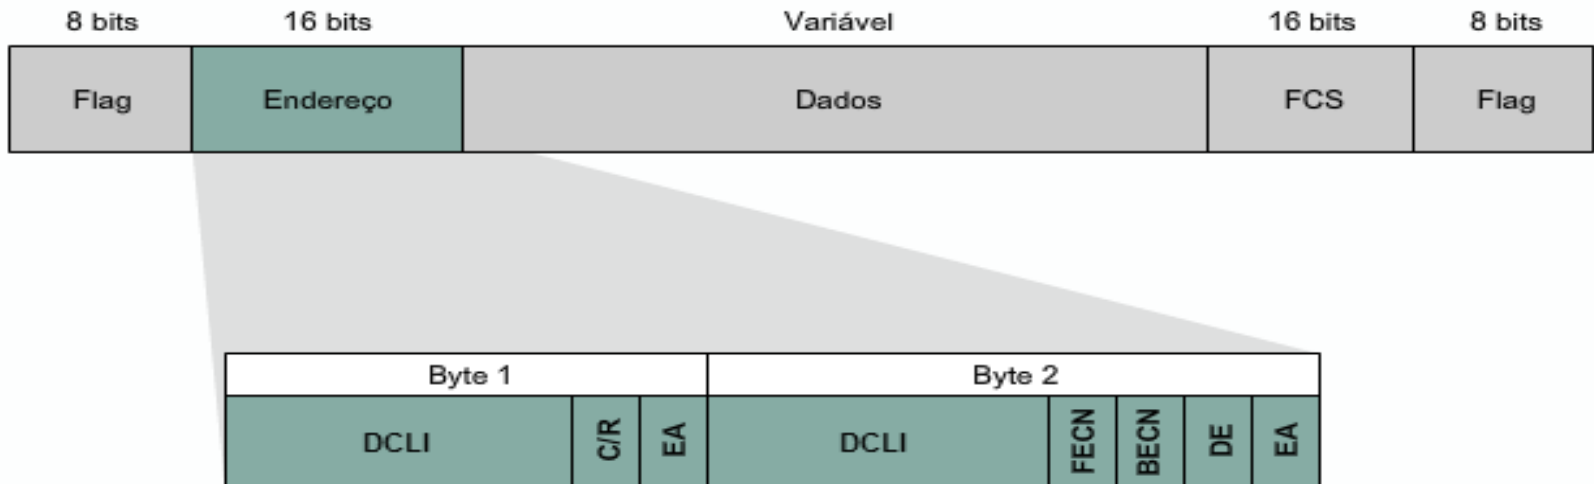 8 bits 16 bits Variável 16 bits 8 bits
Flag Endereço Dados FCS Flag
Byte 1 Byte 2
DCLI C/R EA DCLI FECN BECN DE EA